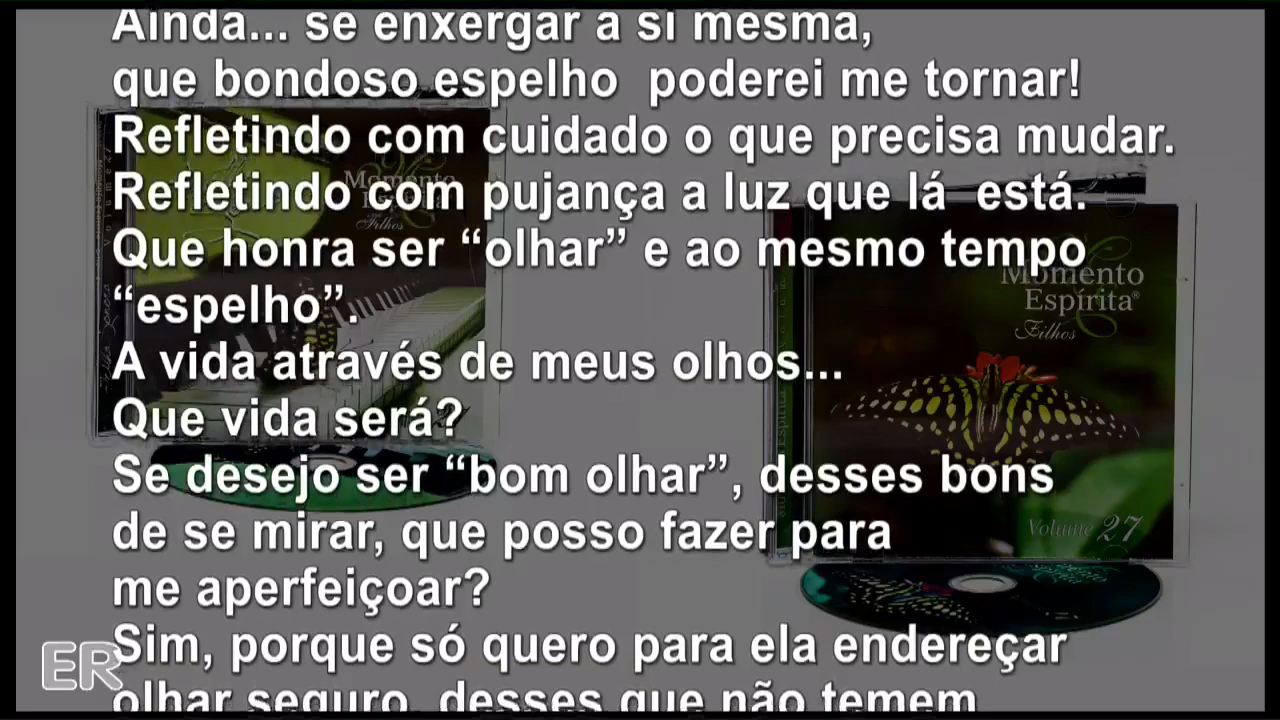 Ainda... se enxergar a si mesma,
que bondoso espelho poderei me tornar!
Refletindo com cuidado o que precisa mudar.
Refletindo com pujança a luz que lá está.
Que honra ser “olhar” e ao mesmo tempo
“espelho”.
A vida através de meus olhos...
Que vida será?
Se desejo ser “bom olhar”, desses bons
de se mirar, que posso fazer para
me aperfeiçoar?
Sim, porque só quero para ela endereçar
olhar seguro, desses que não temem
Momento
Filhos
Momento
Espírita®
Filhos
Volume 27
ER